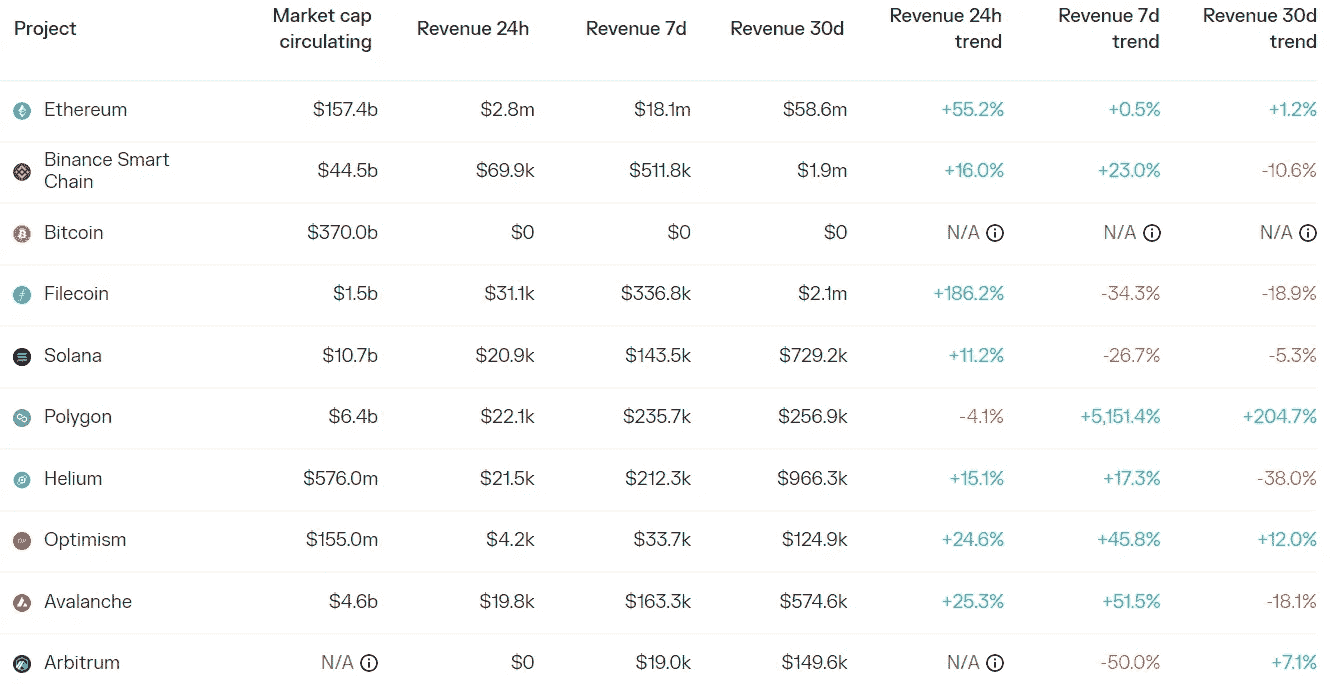 Project Market cap circulating Revenue 24h Revenue 7d Revenue 30d Revenue 24h trend Revenue 7d trend Revenue 30d trend
Ethereum $157.4b $2.8m $18.1m $58.6m +55.2% +0.5% +1.2%
Binance Smart Chain $44.5b $69.9k $511.8k $1.9m +16.0% +23.0% -10.6%
Bitcoin $370.0b $0 $0 $0 N/A N/A N/A
Filecoin $1.5b $31.1k $336.8k $2.1m +186.2% -34.3% -18.9%
Solana $10.7b $20.9k $143.5k $729.2k +11.2% -26.7% -5.3%
Polygon $6.4b $22.1k $235.7k $256.9k -4.1% +5,151.4% +204.7%
Helium $576.0m $21.5k $212.3k $966.3k +15.1% +17.3% -38.0%
Optimism $155.0m $4.2k $33.7k $124.9k +24.6% +45.8% +12.0%
Avalanche $4.6b $19.8k $163.3k $574.6k +25.3% +51.5% -18.1%
Arbitrum N/A $0 $19.0k $149.6k N/A -50.0% +7.1%